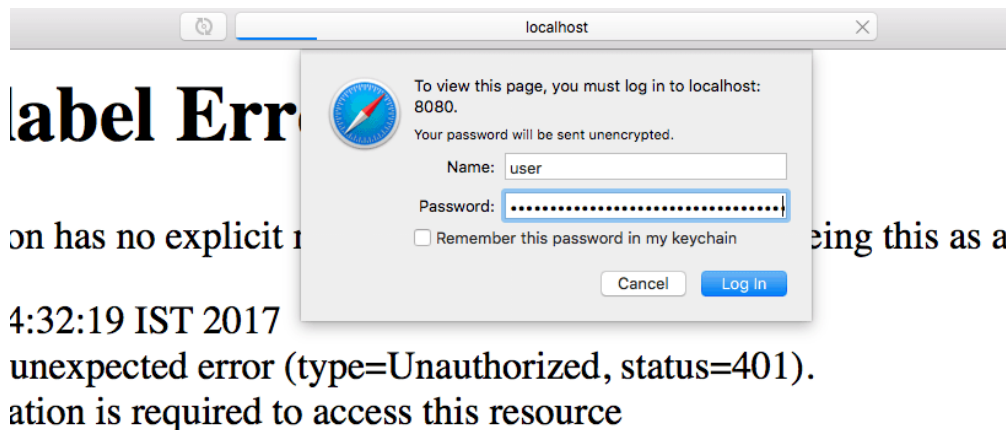 localhost
To view this page, you must log in to localhost:
8080.
Your password will be sent unencrypted.
Name: user
Password: ••••••••••••••••••••••••••••••••••••
Remember this password in my keychain
Cancel Log In
label Err
on has no explicit eing this as a
4:32:19 IST 2017
unexpected error (type=Unauthorized, status=401).
ation is required to access this resource